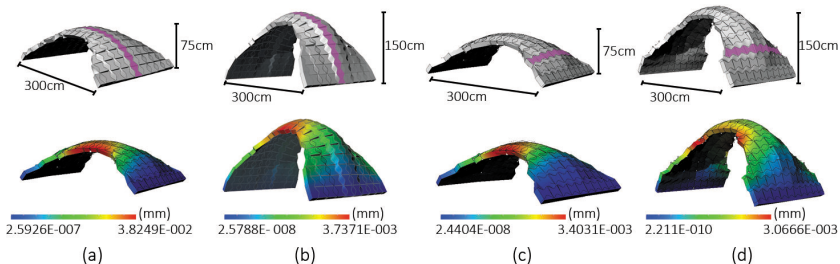 75cm
300cm
150cm
300cm
75cm
300cm
150cm
300cm
(mm)
2.5926E-007 3.8249E-002
(mm)
2.5788E- 008 3.7371E-003
(mm)
2.4404E-008 3.4031E-003
(mm)
2.211E-010 3.0666E-003
(a) (b) (c) (d)